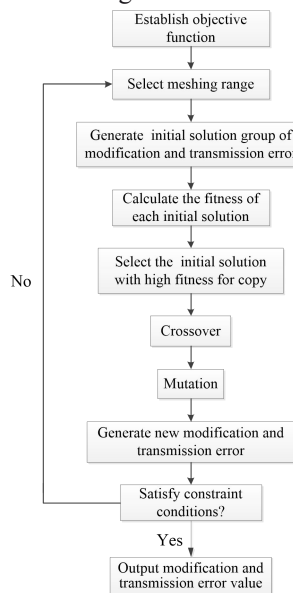 Establish objective
function
Select meshing range
Generate initial solution group of
modification and transmission error
Calculate the fitness of
each initial solution
Select the initial solution
with high fitness for copy
No
Crossover
Mutation
Generate new modification and
transmission error
Satisfy constraint
conditions?
Yes
Output modification and
transmission error value